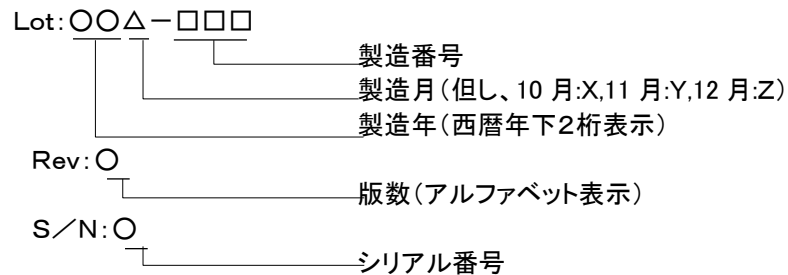 Lot:○○△－□□□
製造番号
製造月(但し、10 月:X,11 月:Y,12 月:Z)
製造年(西暦年下２桁表示)
Rev:○
版数(アルファベット表示)
S／N:○
シリアル番号